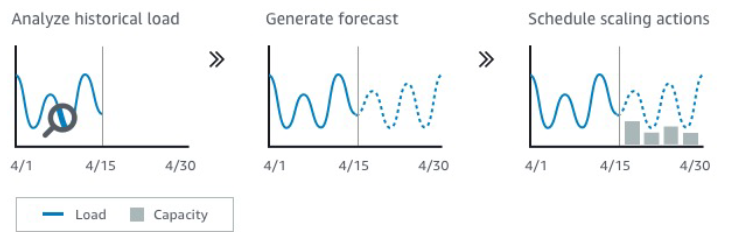 Analyze historical load
Generate forecast
Schedule scaling actions
4/1 4/15 4/30
4/1 4/15 4/30
4/1 4/15 4/30
Load
Capacity